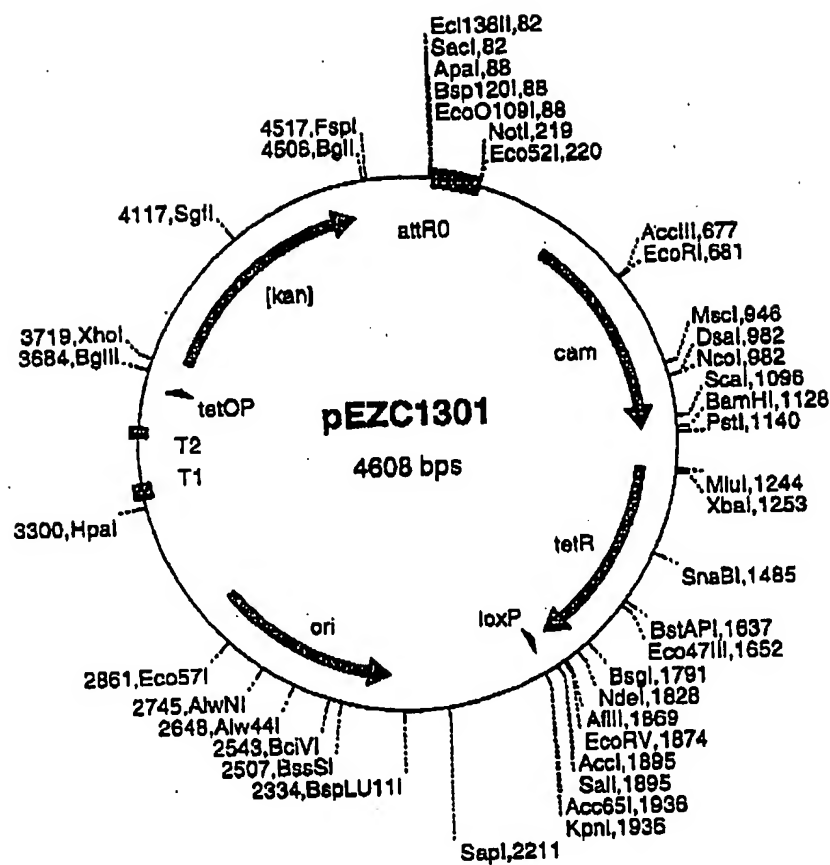 Ecl136II,82
SacI,82
ApaI,88
Bsp120I,88
EcoO109I,88
NotI,219
Eco52I,220
4517,FspI
4506,BglI
attR0
4117,SgfI
[kan]
AccIII,677
EcoRI,681
cam
MscI,946
DsaI,982
NcoI,982
ScaI,1096
BamHI,1128
PstI,1140
3719,XhoI
3684,BglII
tetOP
pEZC1301
4608 bps
T2
T1
MluI,1244
XbaI,1253
3300,HpaI
tetR
SnaBI,1485
loxP
ori
BstAPI,1637
Eco47III,1652
BsgI,1791
NdeI,1828
AflII,1869
EcoRV,1874
AccI,1895
SalI,1895
Acc65I,1936
KpnI,1936
2861,Eco57I
2745,AlwNI
2648,Alw44I
2543,BciVI
2507,BssSI
2334,BspLU11I
SapI,2211